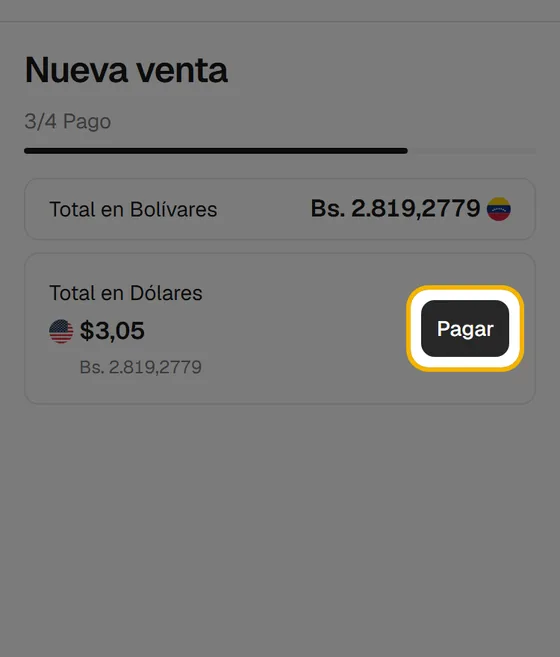 Nueva venta
3/4 Pago
Total en Bolívares Bs. 2.819,2779
Total en Dólares
$3,05
Bs. 2.819,2779
Pagar